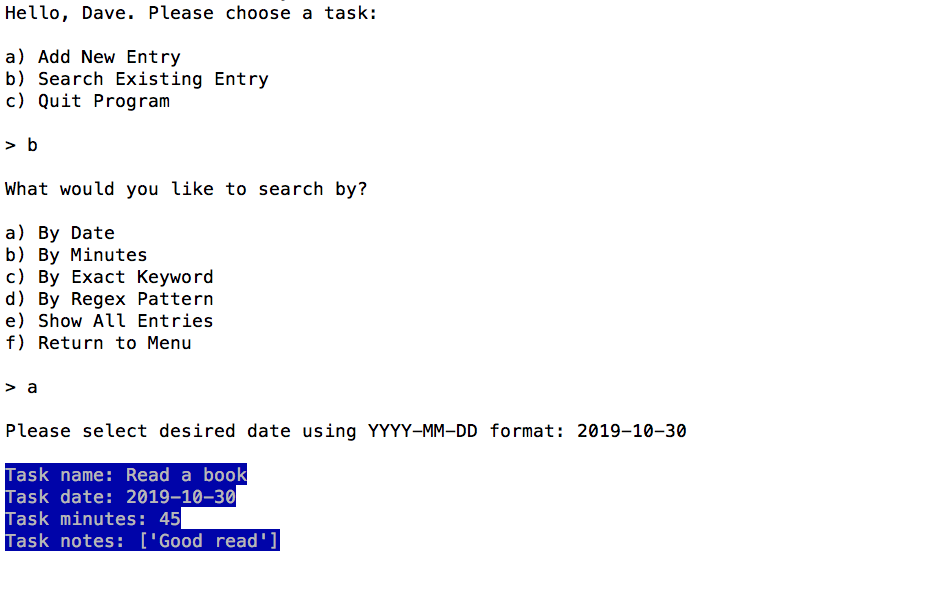 Hello, Dave. Please choose a task:
a) Add New Entry
b) Search Existing Entry
c) Quit Program
> b
What would you like to search by?
a) By Date
b) By Minutes
c) By Exact Keyword
d) By Regex Pattern
e) Show All Entries
f) Return to Menu
> a
Please select desired date using YYYY-MM-DD format: 2019-10-30
Task name: Read a book
Task date: 2019-10-30
Task minutes: 45
Task notes: ['Good read']